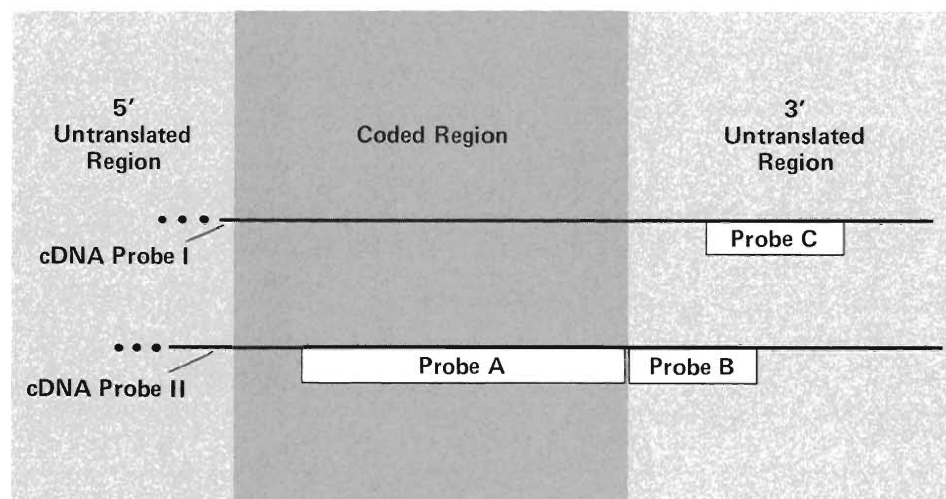 5′
Untranslated
Region
Coded Region
3′
Untranslated
Region
cDNA Probe I
Probe C
cDNA Probe II
Probe A
Probe B